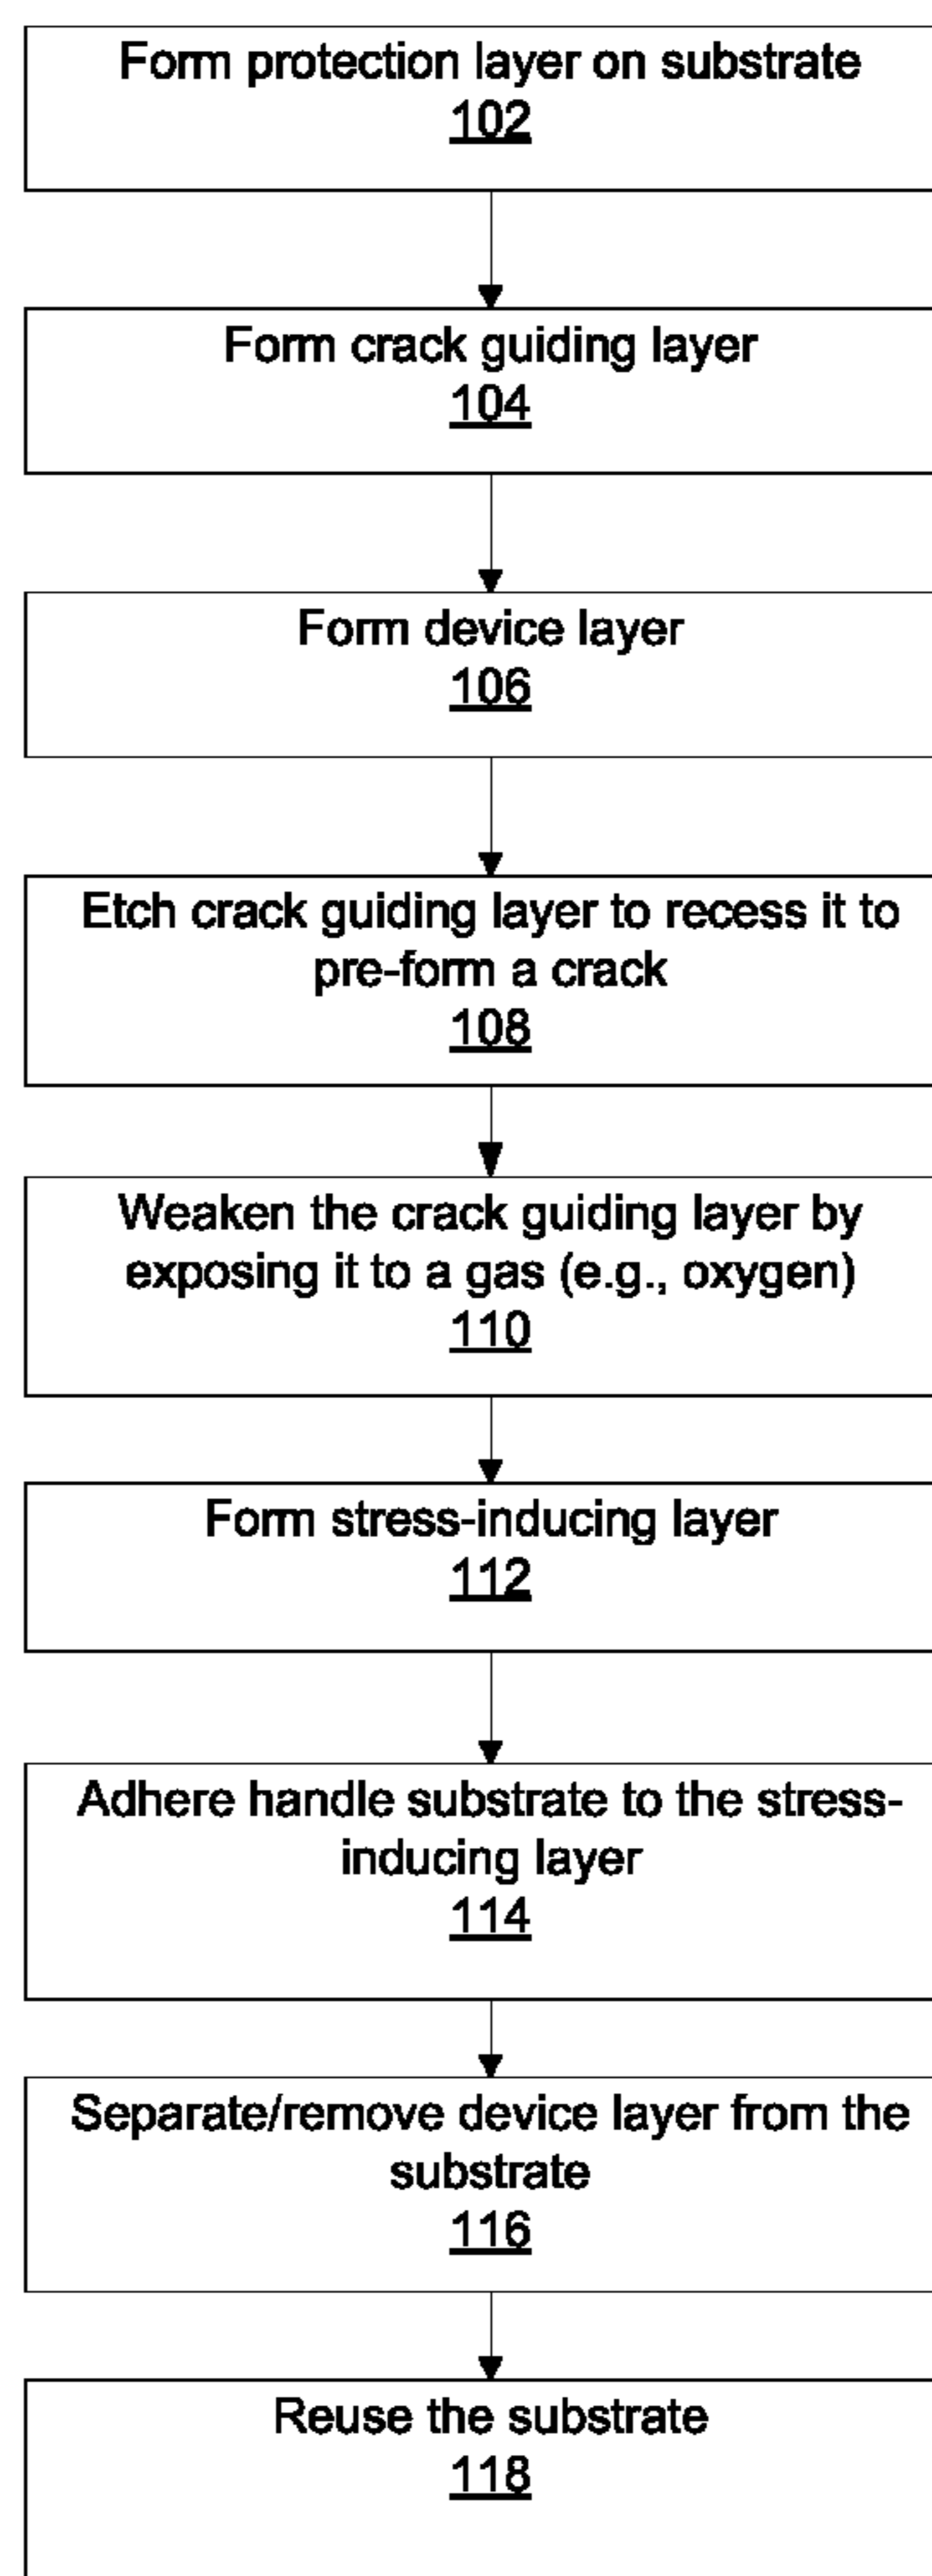 Form protection layer on substrate
102
Form crack guiding layer
104
Form device layer
106
Etch crack guiding layer to recess it to
pre-form a crack
108
Weaken the crack guiding layer by
exposing it to a gas (e.g., oxygen)
110
Form stress-inducing layer
112
Adhere handle substrate to the stress-
inducing layer
114
Separate/remove device layer from the
substrate
116
Reuse the substrate
118